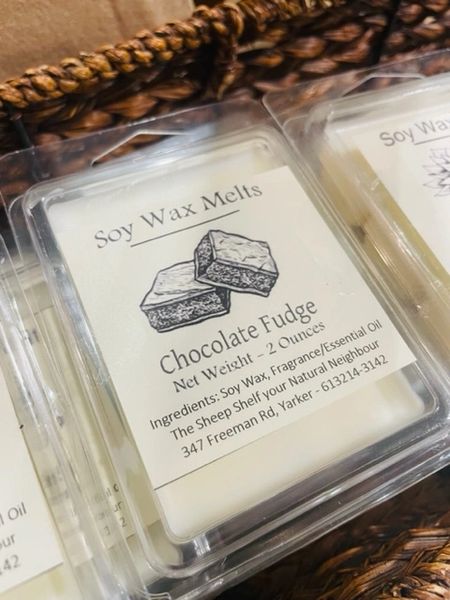 Soy Wax Melts
Chocolate Fudge
Net Weight - 2 Ounces
Ingredients: Soy Wax, Fragrance/Essential Oil
The Sheep Shelf your Natural Neighbour
347 Freeman Rd, Yarker - 613214-3142
Soy Wax
Oil